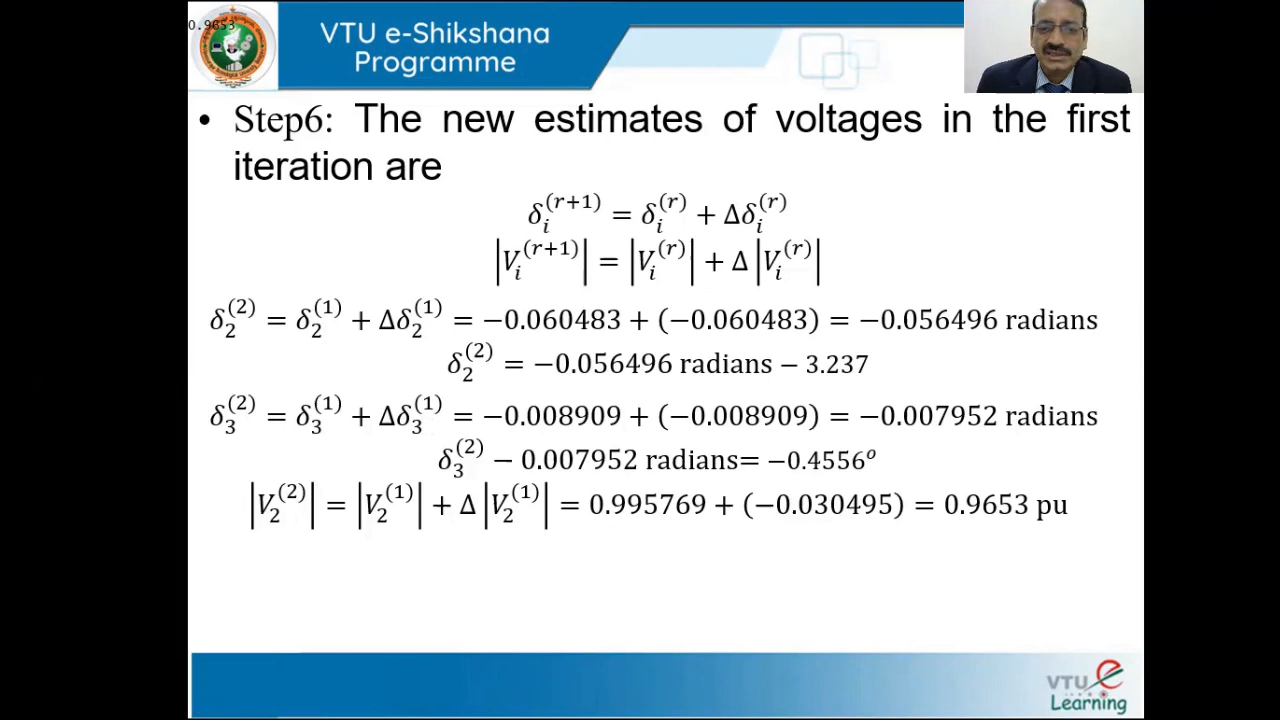 0.9653
VTU e-Shikshana
Programme
• Step6: The new estimates of voltages in the first
iteration are
δ_i^(r+1) = δ_i^(r) + Δδ_i^(r)
|V_i^(r+1)| = |V_i^(r)| + Δ|V_i^(r)|
δ_2^(2) = δ_2^(1) + Δδ_2^(1) = −0.060483 + (−0.060483) = −0.056496 radians
δ_2^(2) = −0.056496 radians − 3.237
δ_3^(2) = δ_3^(1) + Δδ_3^(1) = −0.008909 + (−0.008909) = −0.007952 radians
δ_3^(2) − 0.007952 radians= −0.4556°
|V_2^(2)| = |V_2^(1)| + Δ|V_2^(1)| = 0.995769 + (−0.030495) = 0.9653 pu
VTU e
Learning